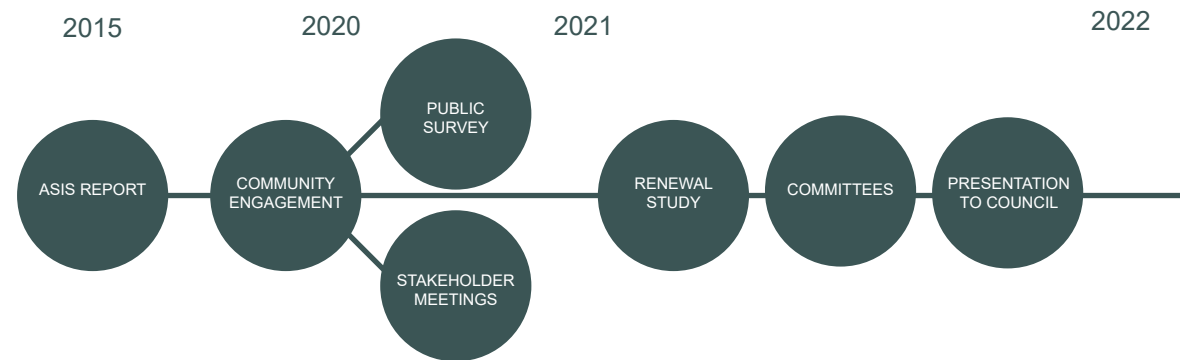 2015
2020
2021
2022
ASIS REPORT
COMMUNITY
ENGAGEMENT
PUBLIC
SURVEY
STAKEHOLDER
MEETINGS
RENEWAL
STUDY
COMMITTEES
PRESENTATION
TO COUNCIL